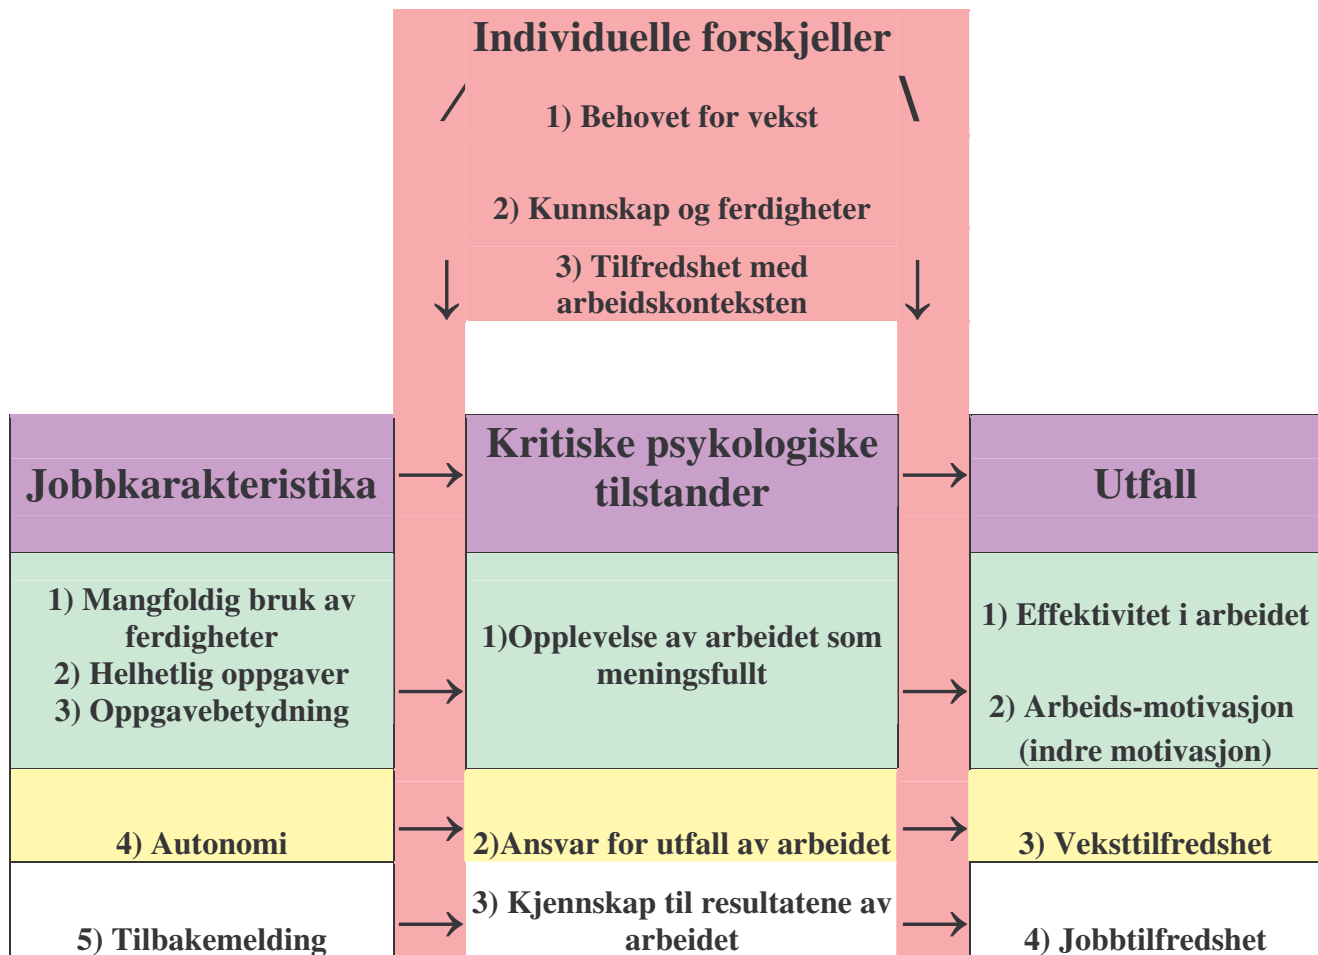 Individuelle forskjeller
1) Behovet for vekst
2) Kunnskap og ferdigheter
3) Tilfredshet med
arbeidskonteksten
Jobbkarakteristika
Kritiske psykologiske
tilstander
Utfall
1) Mangfoldig bruk av
ferdigheter
2) Helhetlig oppgaver
3) Oppgavebetydning
1)Opplevelse av arbeidet som
meningsfullt
1) Effektivitet i arbeidet
2) Arbeids-motivasjon
(indre motivasjon)
4) Autonomi
2)Ansvar for utfall av arbeidet
3) Veksttilfredshet
5) Tilbakemelding
3) Kjennskap til resultatene av
arbeidet
4) Jobbtilfredshet